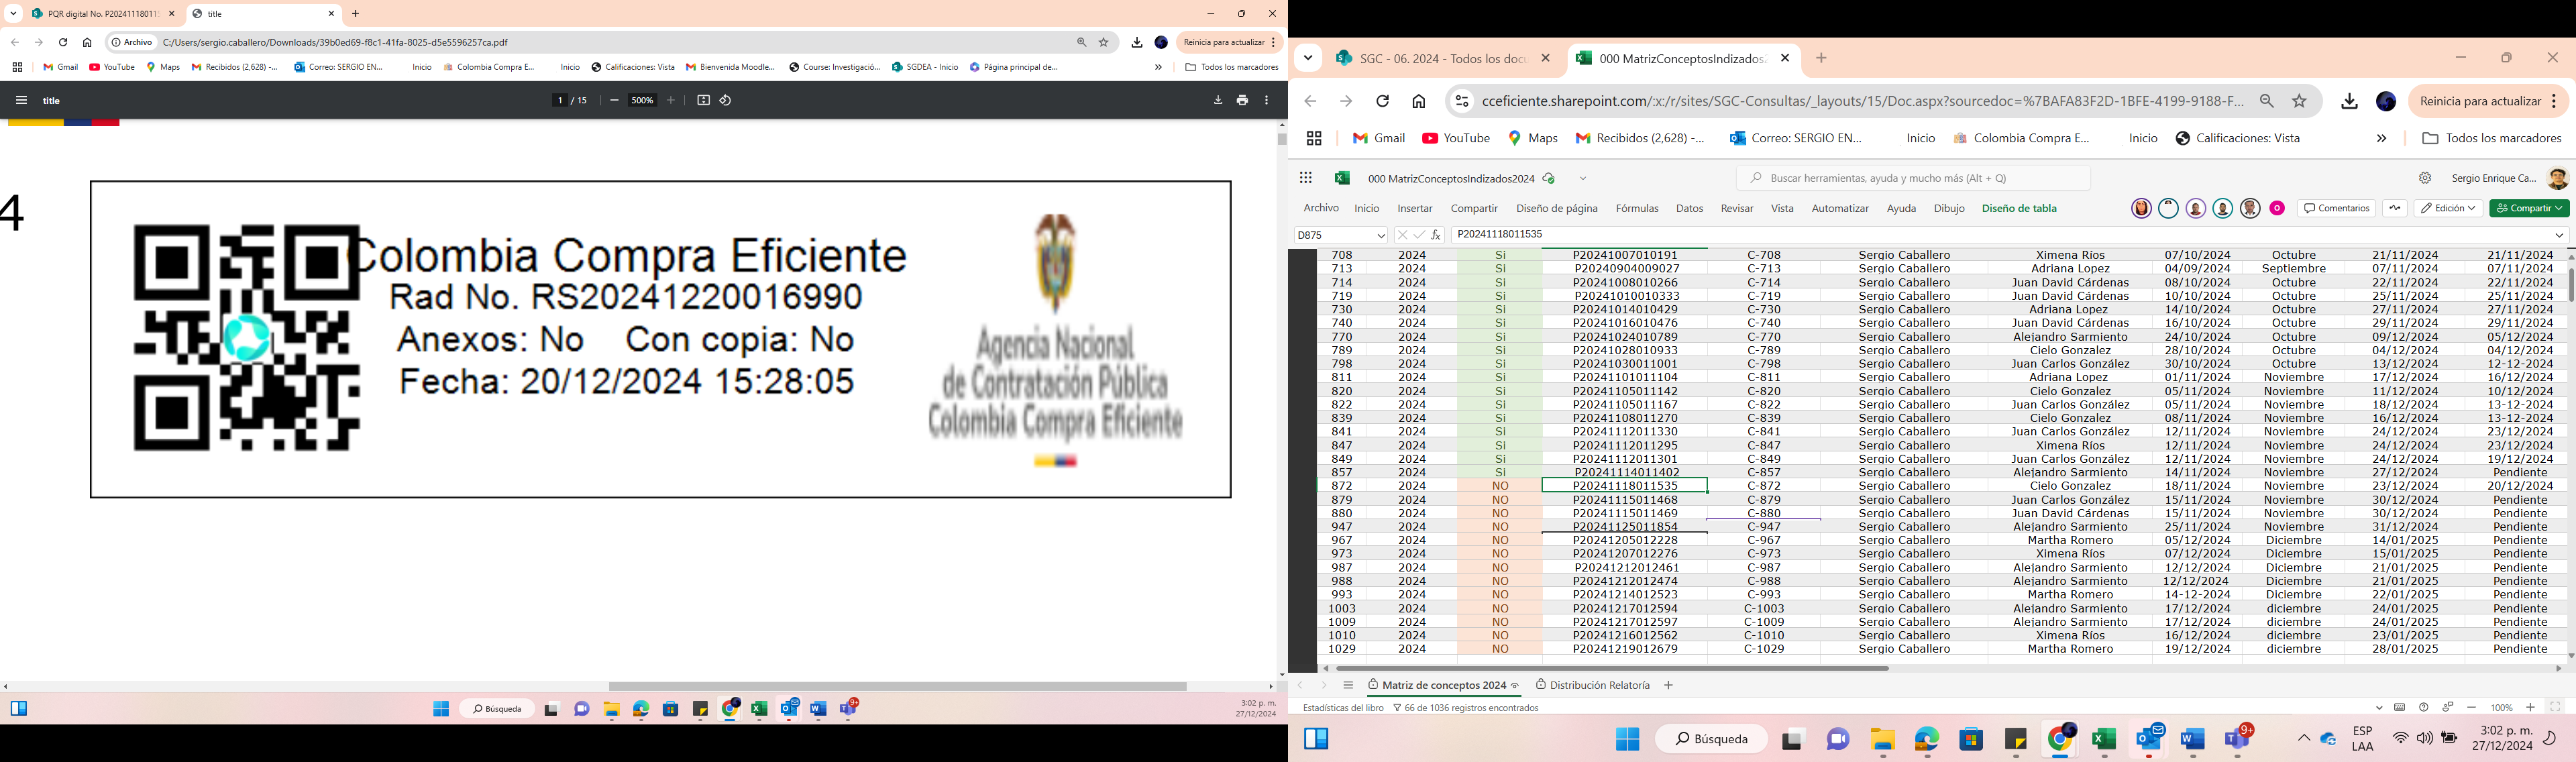 PQR digital No. P2024111801153
title
Archivo
C:/Users/sergio.caballero/Downloads/39b0ed69-f8c1-41fa-8025-d5e5596257ca.pdf
Reinicia para actualizar
Gmail YouTube Maps Recibidos (2,628) -... Correo: SERGIO EN... Inicio Colombia Compra E... Inicio Calificaciones: Vista Bienvenida Moodle... Course: Investigació... SGDEA - Inicio Página principal de... » Todos los marcadores
title 1 / 15 500%
4
Colombia Compra Eficiente
Rad No. RS20241220016990
Anexos: No Con copia: No
Fecha: 20/12/2024 15:28:05
Agencia Nacional
de Contratación Pública
Colombia Compra Eficiente
Búsqueda
9+
3:02 p. m.
27/12/2024
SGC - 06. 2024 - Todos los docu
000 MatrizConceptosIndizados2
cceficiente.sharepoint.com/:x:/r/sites/SGC-Consultas/_layouts/15/Doc.aspx?sourcedoc=%7BAFA83F2D-1BFE-4199-9188-F...
Reinicia para actualizar
Gmail YouTube Maps Recibidos (2,628) -... Correo: SERGIO EN... Inicio Colombia Compra E... Inicio Calificaciones: Vista » Todos los marcadores
000 MatrizConceptosIndizados2024
Buscar herramientas, ayuda y mucho más (Alt + Q)
Sergio Enrique Ca...
Archivo Inicio Insertar Compartir Diseño de página Fórmulas Datos Revisar Vista Automatizar Ayuda Dibujo Diseño de tabla
O Comentarios Edición Compartir
D875 fx P20241118011535
708 2024 Si P20241007010191 C-708 Sergio Caballero Ximena Ríos 07/10/2024 Octubre 21/11/2024 21/11/2024
713 2024 Si P20240904009027 C-713 Sergio Caballero Adriana Lopez 04/09/2024 Septiembre 07/11/2024 07/11/2024
714 2024 Si P20241008010266 C-714 Sergio Caballero Juan David Cárdenas 08/10/2024 Octubre 22/11/2024 22/11/2024
719 2024 Si P20241010010333 C-719 Sergio Caballero Juan David Cárdenas 10/10/2024 Octubre 25/11/2024 25/11/2024
730 2024 Si P20241014010429 C-730 Sergio Caballero Adriana Lopez 14/10/2024 Octubre 27/11/2024 27/11/2024
740 2024 Si P20241016010476 C-740 Sergio Caballero Juan David Cárdenas 16/10/2024 Octubre 29/11/2024 29/11/2024
770 2024 Si P20241024010789 C-770 Sergio Caballero Alejandro Sarmiento 24/10/2024 Octubre 09/12/2024 05/12/2024
789 2024 Si P20241028010933 C-789 Sergio Caballero Cielo Gonzalez 28/10/2024 Octubre 04/12/2024 04/12/2024
798 2024 Si P20241030011001 C-798 Sergio Caballero Juan Carlos González 30/10/2024 Octubre 13/12/2024 12-12-2024
811 2024 Si P20241101011104 C-811 Sergio Caballero Adriana Lopez 01/11/2024 Noviembre 17/12/2024 16/12/2024
820 2024 Si P20241105011142 C-820 Sergio Caballero Cielo Gonzalez 05/11/2024 Noviembre 11/12/2024 10/12/2024
822 2024 Si P20241105011167 C-822 Sergio Caballero Juan Carlos González 05/11/2024 Noviembre 18/12/2024 13-12-2024
839 2024 Si P20241108011270 C-839 Sergio Caballero Cielo Gonzalez 08/11/2024 Noviembre 16/12/2024 13-12-2024
841 2024 Si P20241112011330 C-841 Sergio Caballero Juan Carlos González 12/11/2024 Noviembre 24/12/2024 23/12/2024
847 2024 Si P20241112011295 C-847 Sergio Caballero Ximena Ríos 12/11/2024 Noviembre 24/12/2024 23/12/2024
849 2024 Si P20241112011301 C-849 Sergio Caballero Juan Carlos González 12/11/2024 Noviembre 24/12/2024 19/12/2024
857 2024 Si P20241114011402 C-857 Sergio Caballero Alejandro Sarmiento 14/11/2024 Noviembre 27/12/2024 Pendiente
872 2024 NO P20241118011535 C-872 Sergio Caballero Cielo Gonzalez 18/11/2024 Noviembre 23/12/2024 20/12/2024
879 2024 NO P20241115011468 C-879 Sergio Caballero Juan Carlos González 15/11/2024 Noviembre 30/12/2024 Pendiente
880 2024 NO P20241115011469 C-880 Sergio Caballero Juan David Cárdenas 15/11/2024 Noviembre 30/12/2024 Pendiente
947 2024 NO P20241125011854 C-947 Sergio Caballero Alejandro Sarmiento 25/11/2024 Noviembre 31/12/2024 Pendiente
967 2024 NO P20241205012228 C-967 Sergio Caballero Martha Romero 05/12/2024 Diciembre 14/01/2025 Pendiente
973 2024 NO P20241207012276 C-973 Sergio Caballero Ximena Ríos 07/12/2024 Diciembre 15/01/2025 Pendiente
987 2024 NO P20241212012461 C-987 Sergio Caballero Alejandro Sarmiento 12/12/2024 Diciembre 21/01/2025 Pendiente
988 2024 NO P20241212012474 C-988 Sergio Caballero Alejandro Sarmiento 12/12/2024 Diciembre 21/01/2025 Pendiente
993 2024 NO P20241214012523 C-993 Sergio Caballero Martha Romero 14-12-2024 Diciembre 22/01/2025 Pendiente
1003 2024 NO P20241217012594 C-1003 Sergio Caballero Alejandro Sarmiento 17/12/2024 diciembre 24/01/2025 Pendiente
1009 2024 NO P20241217012597 C-1009 Sergio Caballero Alejandro Sarmiento 17/12/2024 diciembre 24/01/2025 Pendiente
1010 2024 NO P20241216012562 C-1010 Sergio Caballero Ximena Ríos 16/12/2024 diciembre 23/01/2025 Pendiente
1029 2024 NO P20241219012679 C-1029 Sergio Caballero Martha Romero 19/12/2024 diciembre 28/01/2025 Pendiente
Matriz de conceptos 2024 Distribución Relatoría
Estadísticas del libro 66 de 1036 registros encontrados 100%
Búsqueda
9+
ESP
LAA
3:02 p. m.
27/12/2024